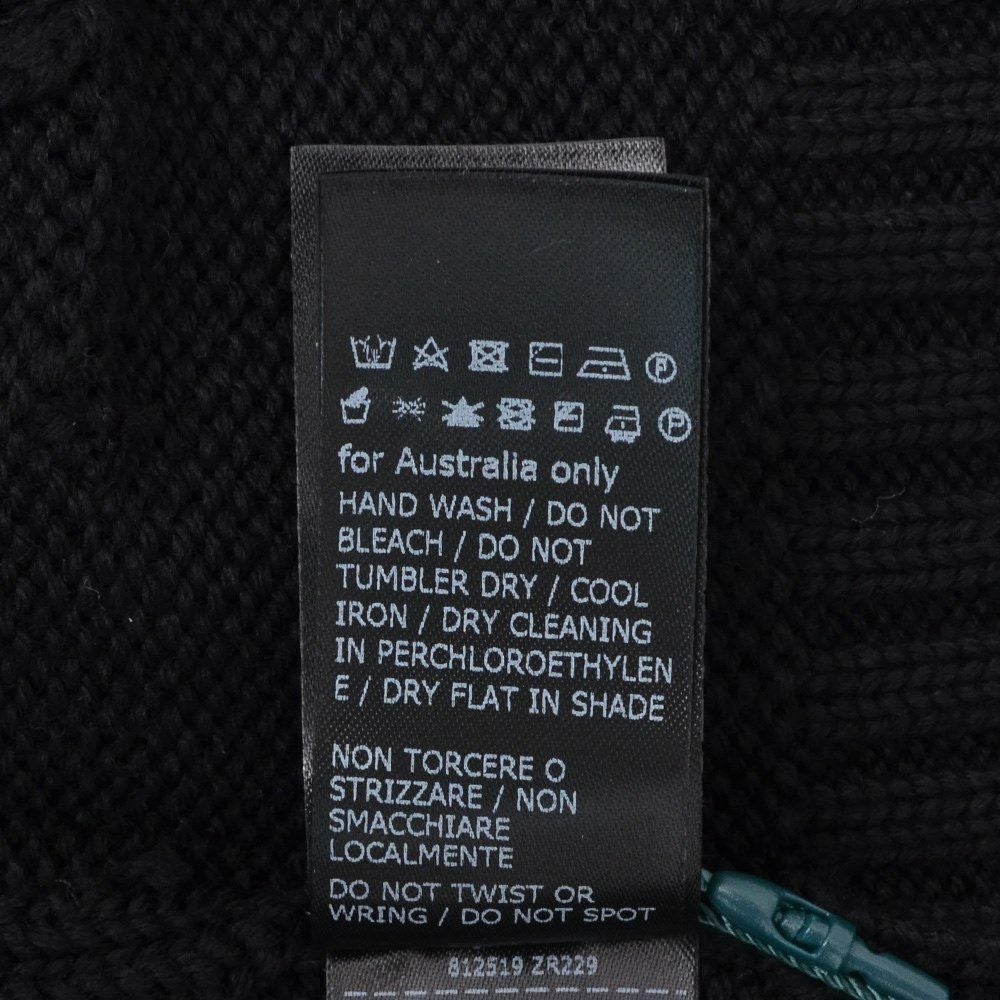 P
P
for Australia only
HAND WASH / DO NOT
BLEACH / DO NOT
TUMBLER DRY / COOL
IRON / DRY CLEANING
IN PERCHLOROETHYLEN
E / DRY FLAT IN SHADE
NON TORCERE O
STRIZZARE / NON
SMACCHIARE
LOCALMENTE
DO NOT TWIST OR
WRING / DO NOT SPOT
812519 ZR229